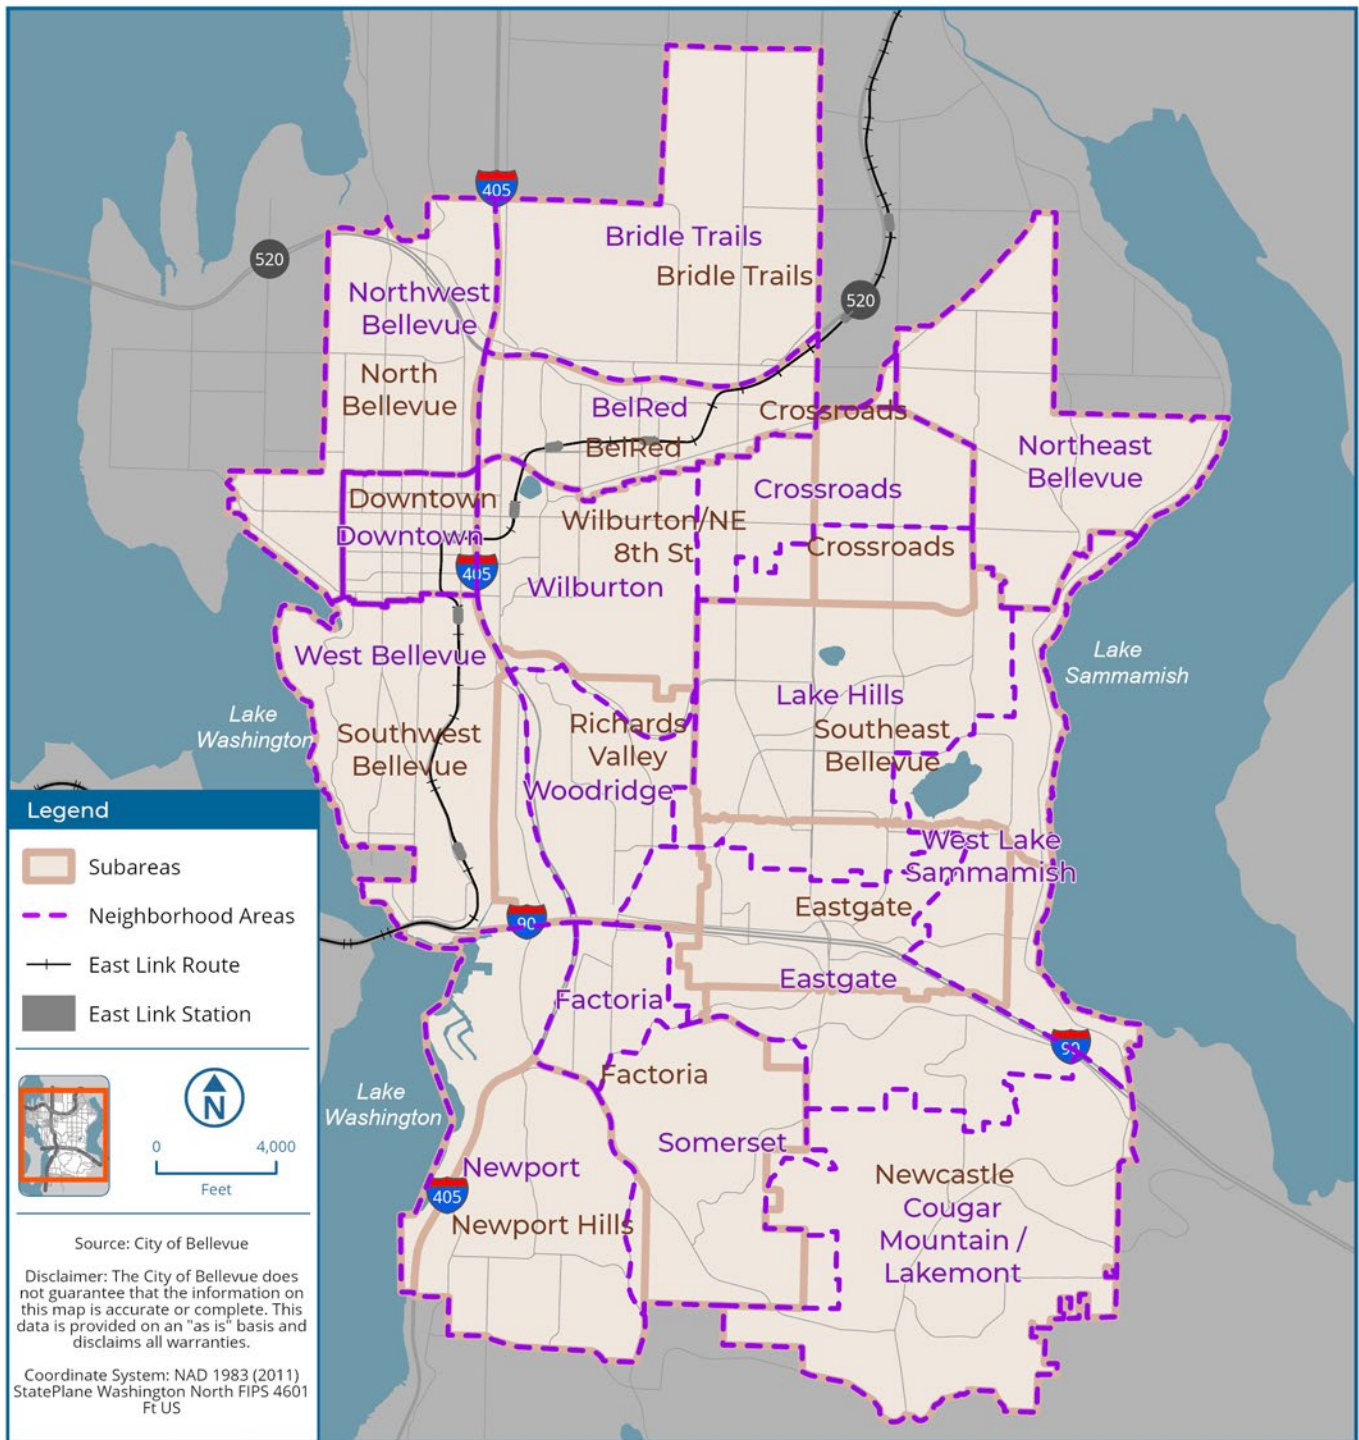 405
520
Bridle Trails
Bridle Trails
Northwest
Bellevue
520
North
Bellevue
BelRed
Crossroads
BelRed
Northeast
Bellevue
Downtown
Crossroads
Downtown
Wilburton/NE
8th St
Crossroads
405
Wilburton
West Bellevue
Lake
Sammamish
Lake Hills
Lake
Washington
Southwest
Bellevue
Richards
Valley
Southeast
Bellevue
Woodridge
West Lake
Sammamish
Eastgate
90
Eastgate
Factoria
90
Factoria
Lake
Washington
Somerset
Newport
405
Newport Hills
Newcastle
Cougar
Mountain /
Lakemont
Legend
Subareas
Neighborhood Areas
East Link Route
East Link Station
N
0 4,000
Feet
Source: City of Bellevue
Disclaimer: The City of Bellevue does
not guarantee that the information on
this map is accurate or complete. This
data is provided on an "as is" basis and
disclaims all warranties.
Coordinate System: NAD 1983 (2011)
StatePlane Washington North FIPS 4601
Ft US